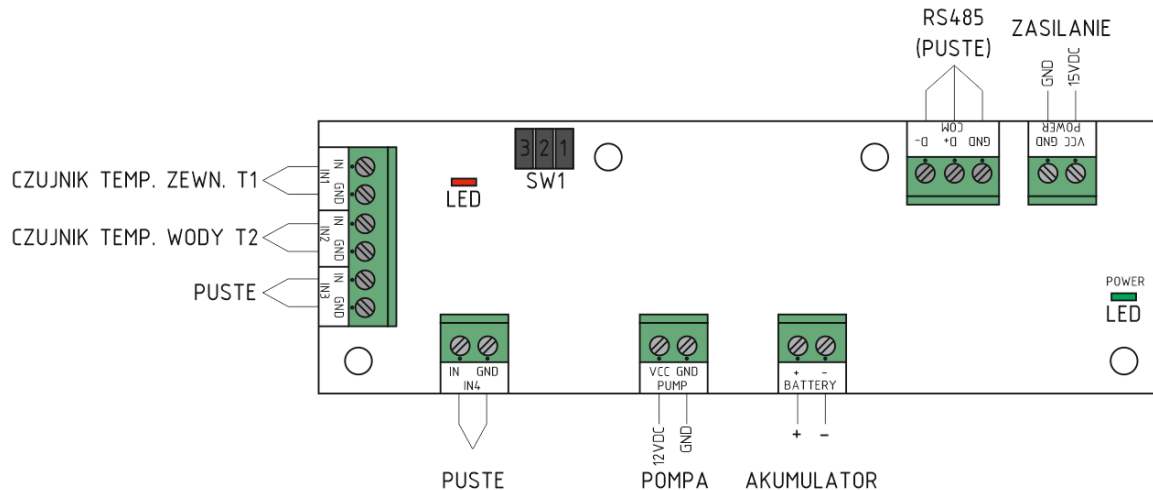 RS485
(PUSTE)
ZASILANIE
GND
15VDC
D-
D+
GND
COM
GND
VCC
POWER
3 2 1
SW1
LED
CZUJNIK TEMP. ZEWN. T1
IN
GND
IN1
CZUJNIK TEMP. WODY T2
IN
GND
IN2
PUSTE
IN
GND
IN3
POWER
LED
IN GND
IN4
VCC GND
PUMP
+ -
BATTERY
12VDC
GND
+ -
PUSTE
POMPA
AKUMULATOR